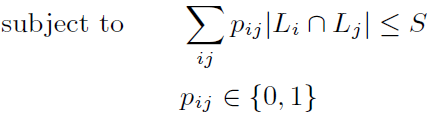 subject to ∑_{ij} p_{ij}|L_i ∩ L_j| ≤ S
p_{ij} ∈ {0, 1}